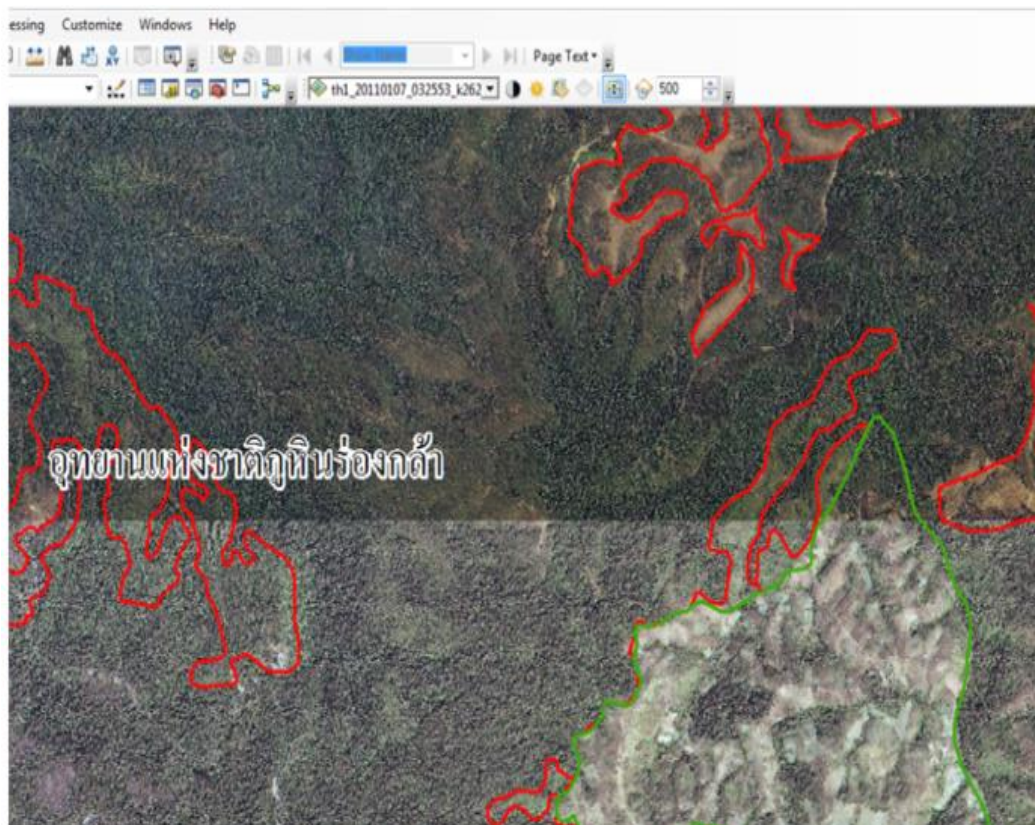 essing Customize Windows Help
Page Text
th1_20110107_032553_k262 500
อุทยานแห่งชาติภูหินร่องกล้า